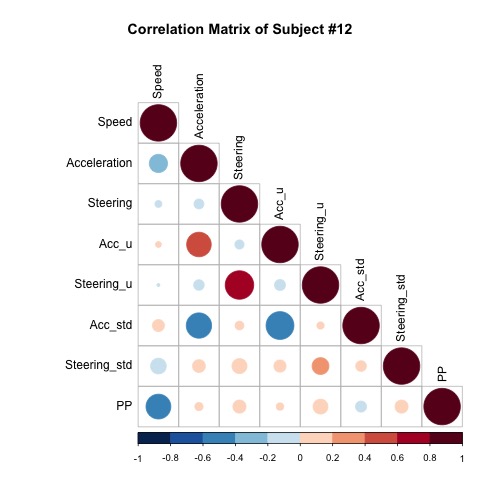 Correlation Matrix of Subject #12
Speed
Acceleration
Steering
Acc_u
Steering_u
Acc_std
Steering_std
PP
Speed
Acceleration
Steering
Acc_u
Steering_u
Acc_std
Steering_std
PP
-1 -0.8 -0.6 -0.4 -0.2 0 0.2 0.4 0.6 0.8 1